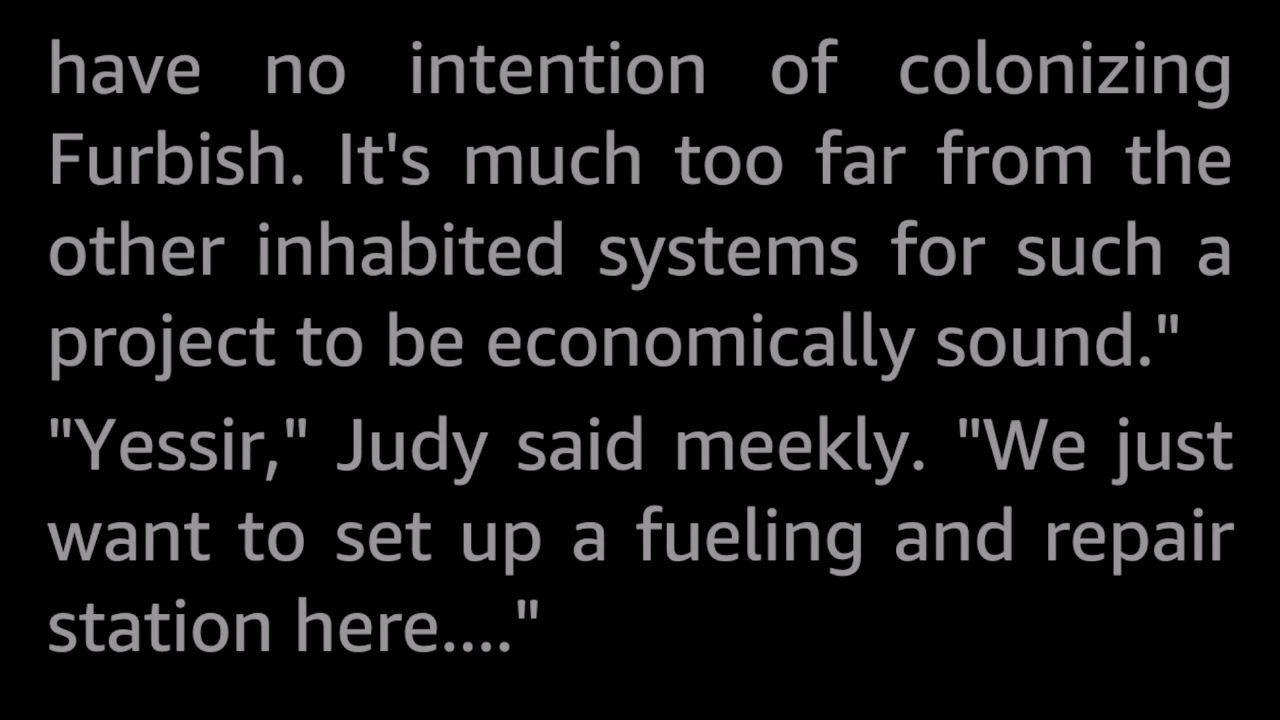 have no intention of colonizing
Furbish. It's much too far from the
other inhabited systems for such a
project to be economically sound."
"Yessir," Judy said meekly. "We just
want to set up a fueling and repair
station here...."